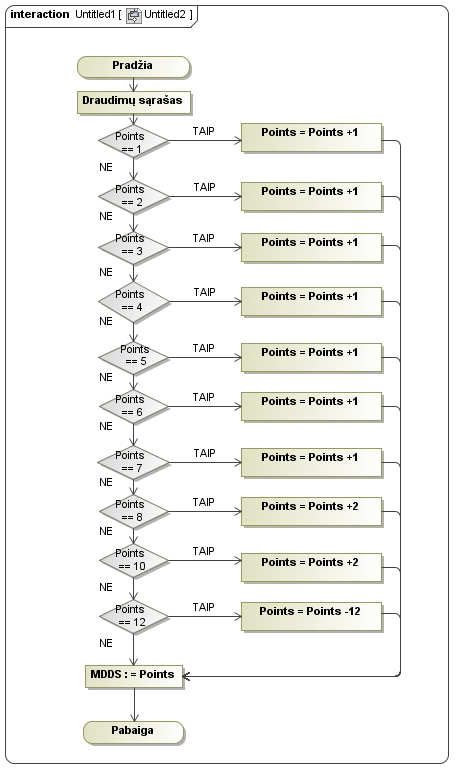 interaction Untitled1 [ Untitled2 ]
Pradžia
Draudimų sąrašas
Points
== 1
TAIP
Points = Points +1
NE
Points
== 2
TAIP
Points = Points +1
NE
Points
== 3
TAIP
Points = Points +1
NE
Points
== 4
TAIP
Points = Points +1
NE
Points
== 5
TAIP
Points = Points +1
NE
Points
== 6
TAIP
Points = Points +1
NE
Points
== 7
TAIP
Points = Points +1
NE
Points
== 8
TAIP
Points = Points +2
NE
Points
== 10
TAIP
Points = Points +2
NE
Points
== 12
TAIP
Points = Points -12
NE
MDDS : = Points
Pabaiga